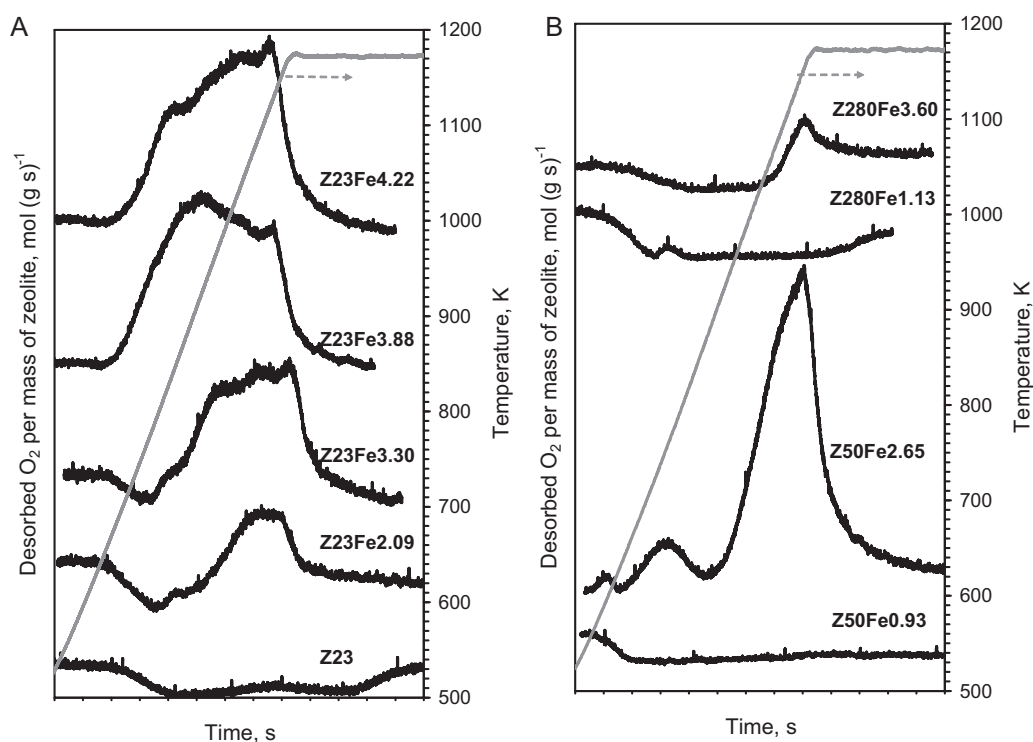 A
Desorbed O₂ per mass of zeolite, mol (g s)⁻¹
1200
1100
1000
900
800
700
600
500
Temperature, K
Z23Fe4.22
Z23Fe3.88
Z23Fe3.30
Z23Fe2.09
Z23
Time, s
B
Desorbed O₂ per mass of zeolite, mol (g s)⁻¹
1200
1100
1000
900
800
700
600
500
Temperature, K
Z280Fe3.60
Z280Fe1.13
Z50Fe2.65
Z50Fe0.93
Time, s